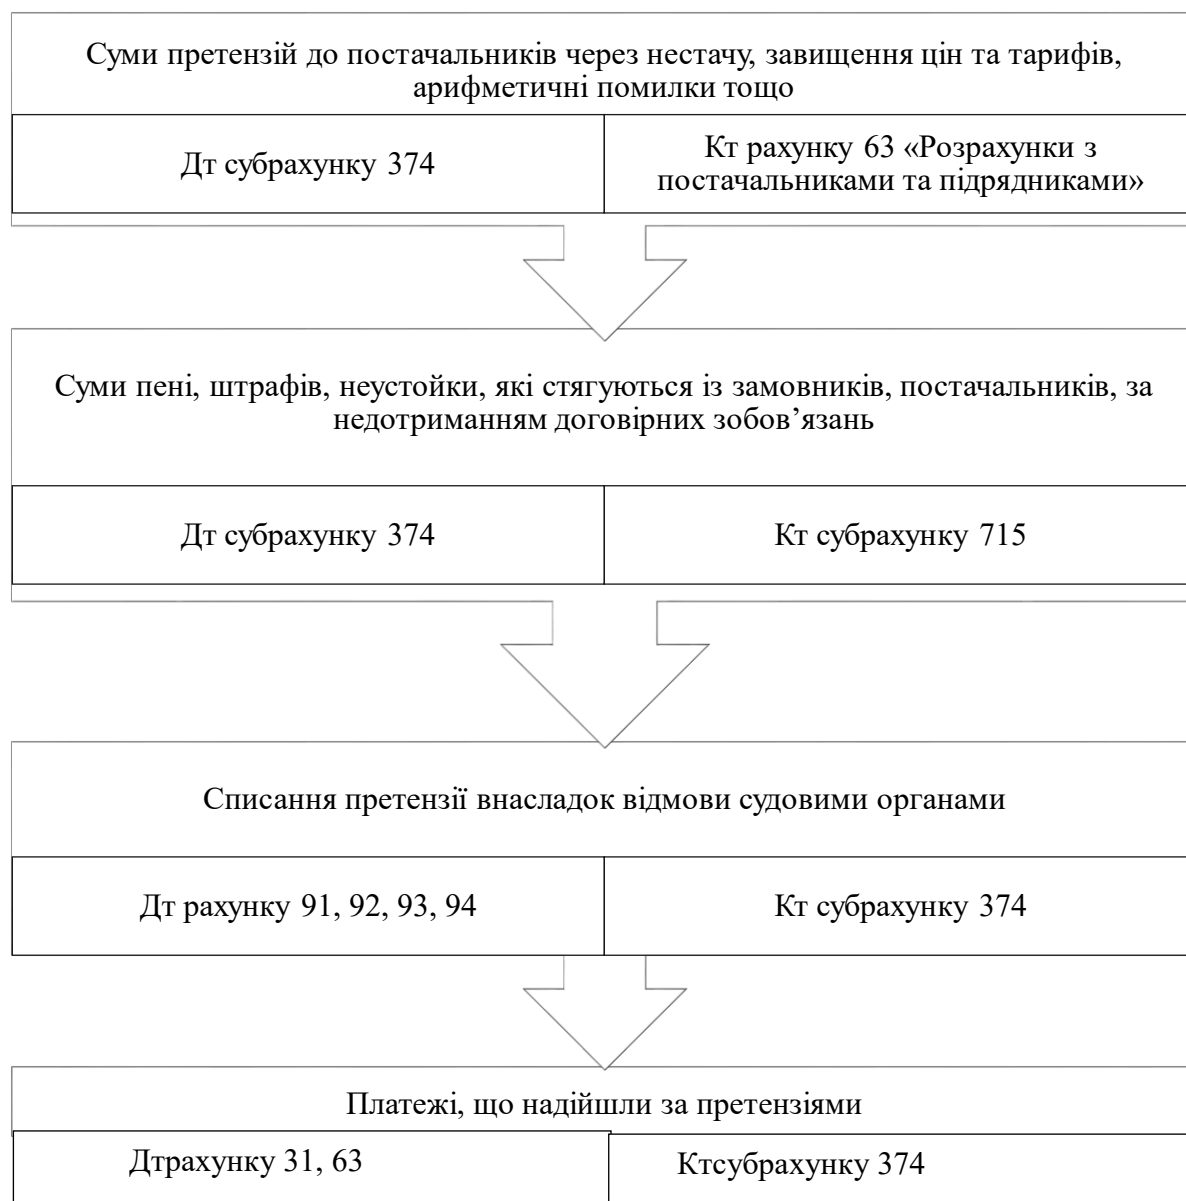 Суми претензій до постачальників через нестачу, завищення цін та тарифів,
арифметичні помилки тощо
Дт субрахунку 374
Кт рахунку 63 «Розрахунки з
постачальниками та підрядниками»
Суми пені, штрафів, неустойки, які стягуються із замовників, постачальників, за
недотриманням договірних зобов’язань
Дт субрахунку 374
Кт субрахунку 715
Списання претензії внасладок відмови судовими органами
Дт рахунку 91, 92, 93, 94
Кт субрахунку 374
Платежі, що надійшли за претензіями
Дтрахунку 31, 63
Ктсубрахунку 374